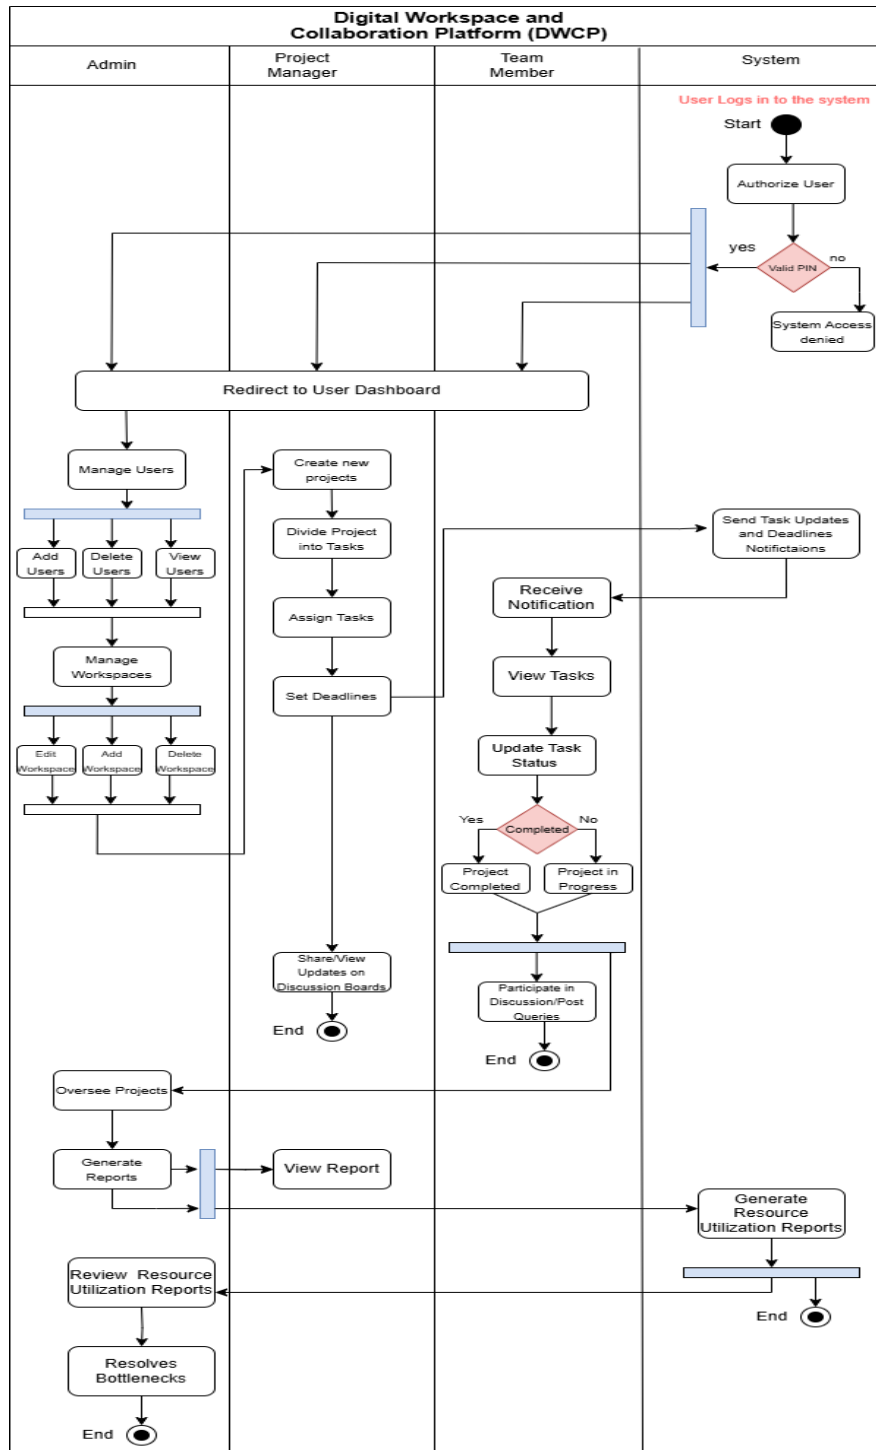 Digital Workspace and
Collaboration Platform (DWCP)
Admin
Project
Manager
Team
Member
System
User Logs in to the system
Start
Authorize User
yes
Valid PIN
no
System Access
denied
Redirect to User Dashboard
Manage Users
Create new
projects
Add
Users
Delete
Users
View
Users
Divide Project
into Tasks
Send Task Updates
and Deadlines
Notifictaions
Receive
Notification
Assign Tasks
Manage
Workspaces
View Tasks
Set Deadlines
Edit
Workspace
Add
Workspace
Delete
Workspace
Update Task
Status
Yes
Completed
No
Project
Completed
Project in
Progress
Share/View
Updates on
Discussion Boards
Participate in
Discussion/Post
Queries
End
End
Oversee Projects
Generate
Reports
View Report
Generate
Resource
Utilization Reports
Review Resource
Utilization Reports
End
Resolves
Bottlenecks
End